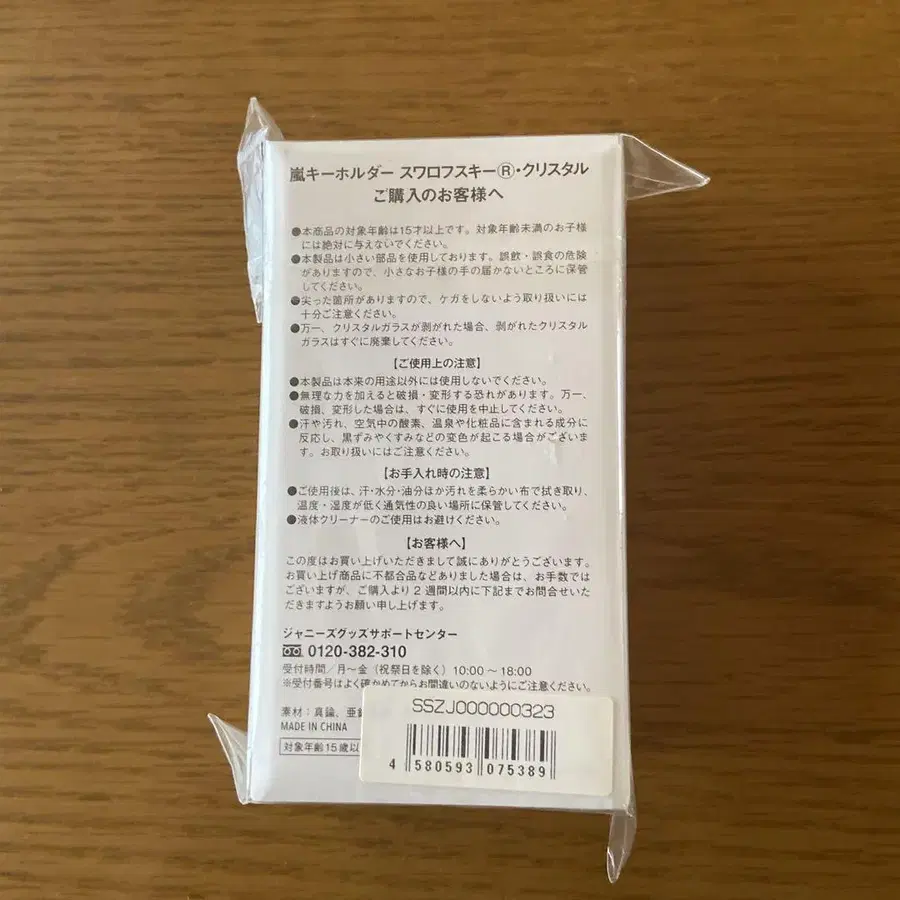 嵐キーホルダー スワロフスキー®・クリスタル
ご購入のお客様へ
●本商品の対象年齢は15才以上です。対象年齢未満のお子様
には絶対に与えないでください。
●本製品は小さい部品を使用しております。誤飲・誤食の危険
がありますので、小さなお子様の手の届かないところに保管
してください。
●尖った箇所がありますので、ケガをしないよう取り扱いには
十分ご注意ください。
●万一、クリスタルガラスが剥がれた場合、剥がれたクリスタル
ガラスはすぐに廃棄してください。
【ご使用上の注意】
●本製品は本来の用途以外には使用しないでください。
●無理な力を加えると破損・変形する恐れがあります。万一、
破損、変形した場合は、すぐに使用を中止してください。
●汗や汚れ、空気中の酸素、温泉や化粧品に含まれる成分に
反応し、黒ずみやくすみなどの変色が起こる場合がございま
す。お取り扱いにはご注意ください。
【お手入れ時の注意】
●ご使用後は、汗・水分・油分ほか汚れを柔らかい布で拭き取り、
温度・湿度が低く通気性の良い場所に保管してください。
●液体クリーナーのご使用はお避けください。
【お客様へ】
この度はお買い上げいただきまして誠にありがとうございます。
お買い上げ商品に不都合品などありました場合は、お手数では
ございますが、ご購入より2週間以内に下記までお問合せいた
だきますようお願い申し上げます。
ジャニーズグッズサポートセンター
0120-382-310
受付時間/月～金(祝祭日を除く)10:00～18:00
※受付番号はよく確かめてからお間違いのないようにご注意ください。
素材:真鍮、亜
MADE IN CHINA
対象年齢15歳以
SSZJ000000323
4 580593 075389